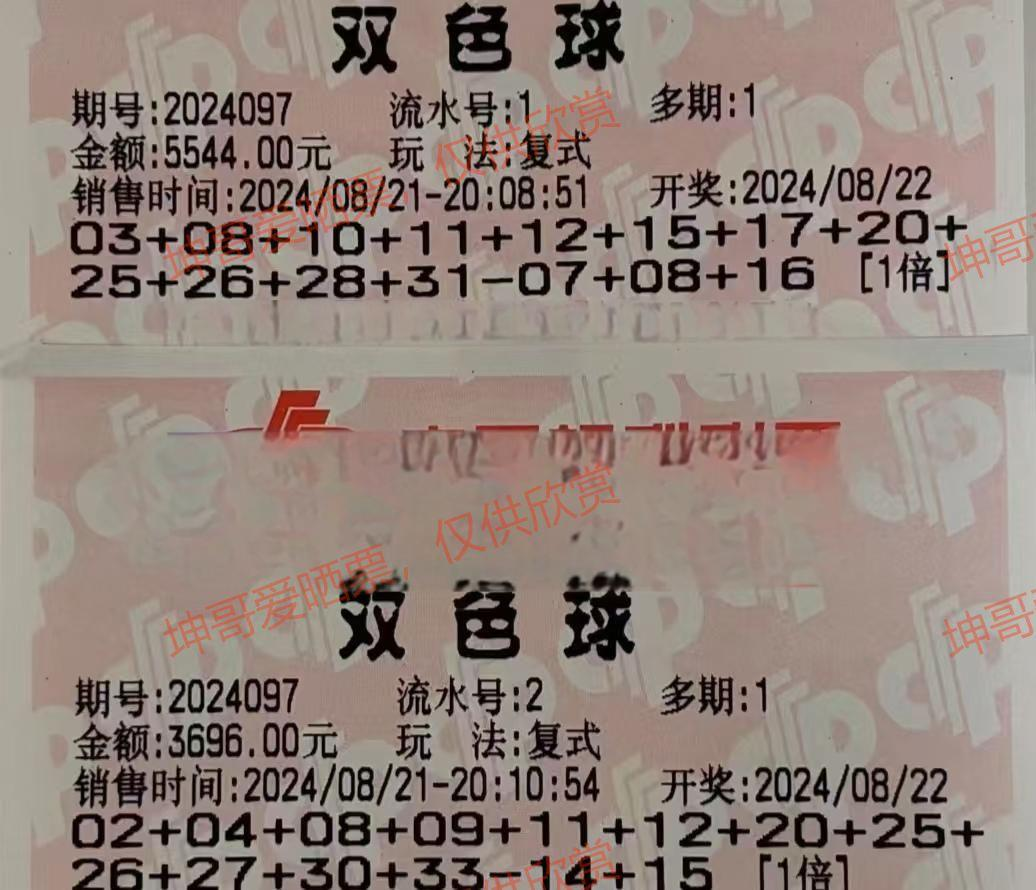 双色球
期号:2024097 流水号:1 多期:1
金额:5544.00元 玩 法:复式
销售时间:2024/08/21-20:08:51 开奖:2024/08/22
03+08+10+11+12+15+17+20+
25+26+28+31-07+08+16 [1倍]
双色球
期号:2024097 流水号:2 多期:1
金额:3696.00元 玩 法:复式
销售时间:2024/08/21-20:10:54 开奖:2024/08/22
02+04+08+09+11+12+20+25+
26+27+30+33-14+15 [1倍]
坤哥爱晒票，仅供欣赏
坤哥爱晒票，仅供欣赏
坤哥
坤哥
仅供欣赏